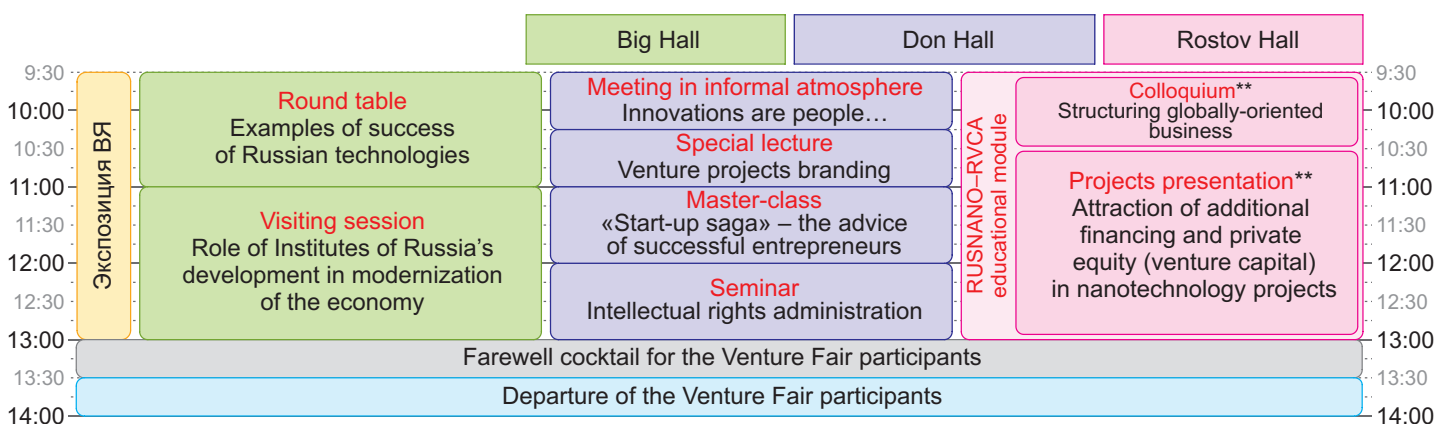 Big Hall
Don Hall
Rostov Hall
9:30
10:00
10:30
11:00
11:30
12:00
12:30
13:00
13:30
14:00
Экспозиция ВЯ
Round table
Examples of success
of Russian technologies
Visiting session
Role of Institutes of Russia’s
development in modernization
of the economy
Meeting in informal atmosphere
Innovations are people…
Special lecture
Venture projects branding
Master-class
«Start-up saga» – the advice
of successful entrepreneurs
Seminar
Intellectual rights administration
RUSNANO–RVCA
educational module
Colloquium**
Structuring globally-oriented
business
Projects presentation**
Attraction of additional
financing and private
equity (venture capital)
in nanotechnology projects
9:30
10:00
10:30
11:00
11:30
12:00
12:30
13:00
13:30
14:00
Farewell cocktail for the Venture Fair participants
Departure of the Venture Fair participants